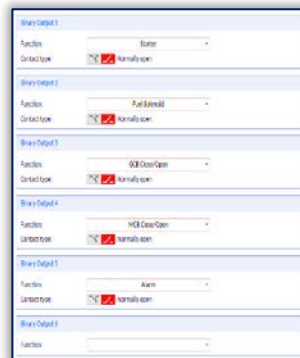 Binary Output 1
Function: Starter
Contact type: Normally open
Binary Output 2
Function: Fuel Solenoid
Contact type: Normally open
Binary Output 3
Function: GCB Close/Open
Contact type: Normally open
Binary Output 4
Function: MCB Close/Open
Contact type: Normally open
Binary Output 5
Function: Alarm
Contact type: Normally open
Binary Output 6
Function: